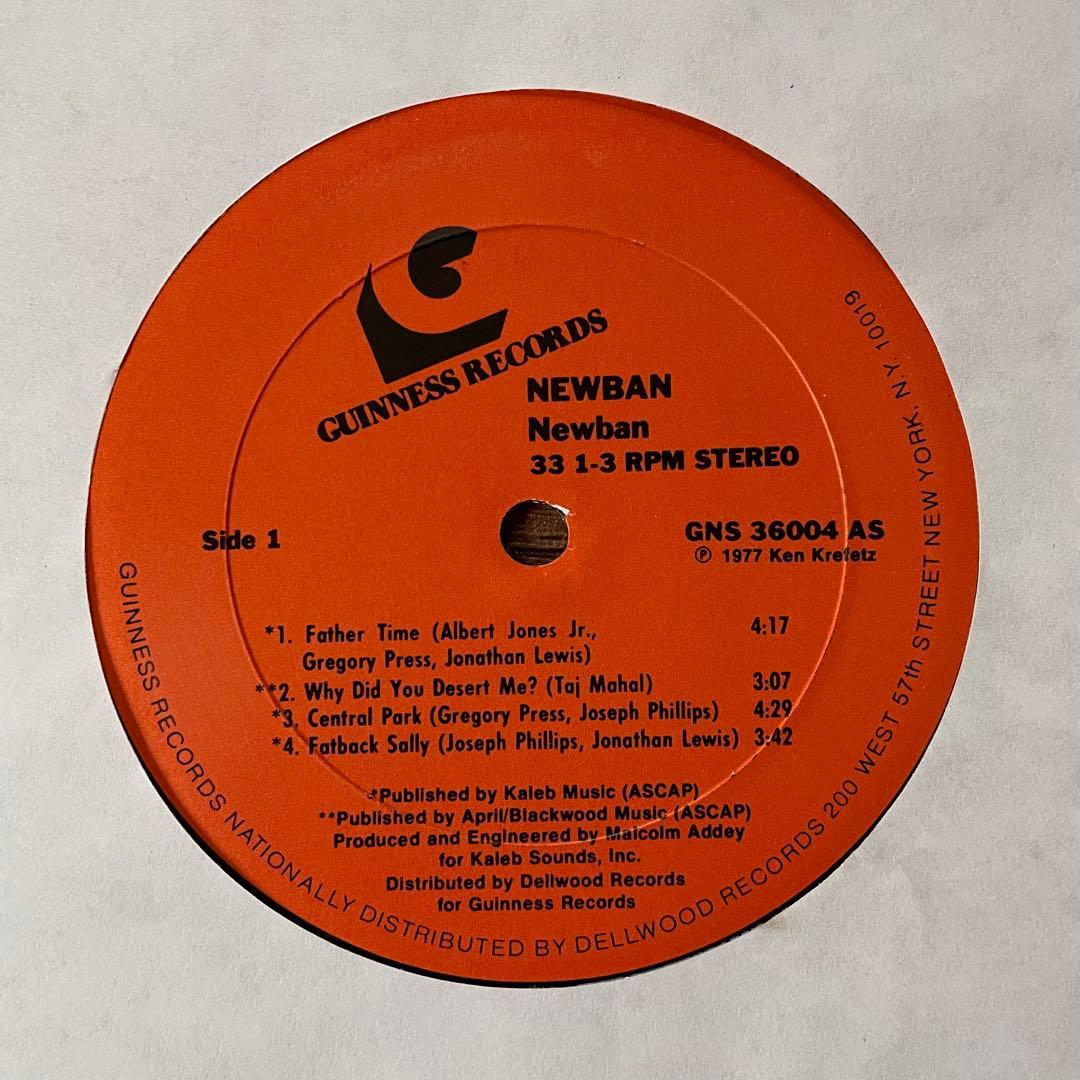 GUINNESS RECORDS
NEWBAN
Newban
33 1-3 RPM STEREO
Side 1
GNS 36004 AS
℗ 1977 Ken Krefetz
*1. Father Time (Albert Jones Jr., 4:17
Gregory Press, Jonathan Lewis)
**2. Why Did You Desert Me? (Taj Mahal) 3:07
*3. Central Park (Gregory Press, Joseph Phillips) 4:29
*4. Fatback Sally (Joseph Phillips, Jonathan Lewis) 3:42
*Published by Kaleb Music (ASCAP)
**Published by April/Blackwood Music (ASCAP)
Produced and Engineered by Malcolm Addey
for Kaleb Sounds, Inc.
Distributed by Dellwood Records
for Guinness Records
GUINNESS RECORDS NATIONALLY DISTRIBUTED BY DELLWOOD RECORDS 200 WEST 57th STREET NEW YORK, N.Y. 10019